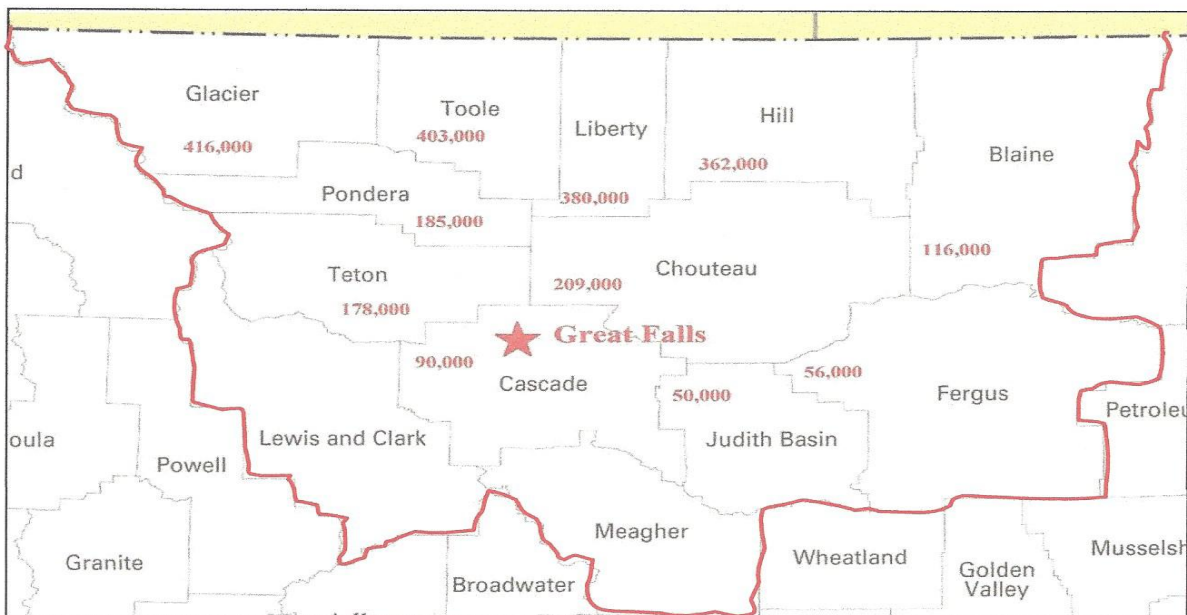 Glacier
Toole
Hill
Liberty
403,000
416,000
362,000
Blaine
d
Pondera
380,000
185,000
116,000
Teton
Chouteau
209,000
178,000
Great Falls
90,000
Cascade
56,000
50,000
Fergus
Petroleu
Lewis and Clark
Judith Basin
oula
Powell
Meagher
Granite
Wheatland
Musselsh
Golden
Valley
Broadwater